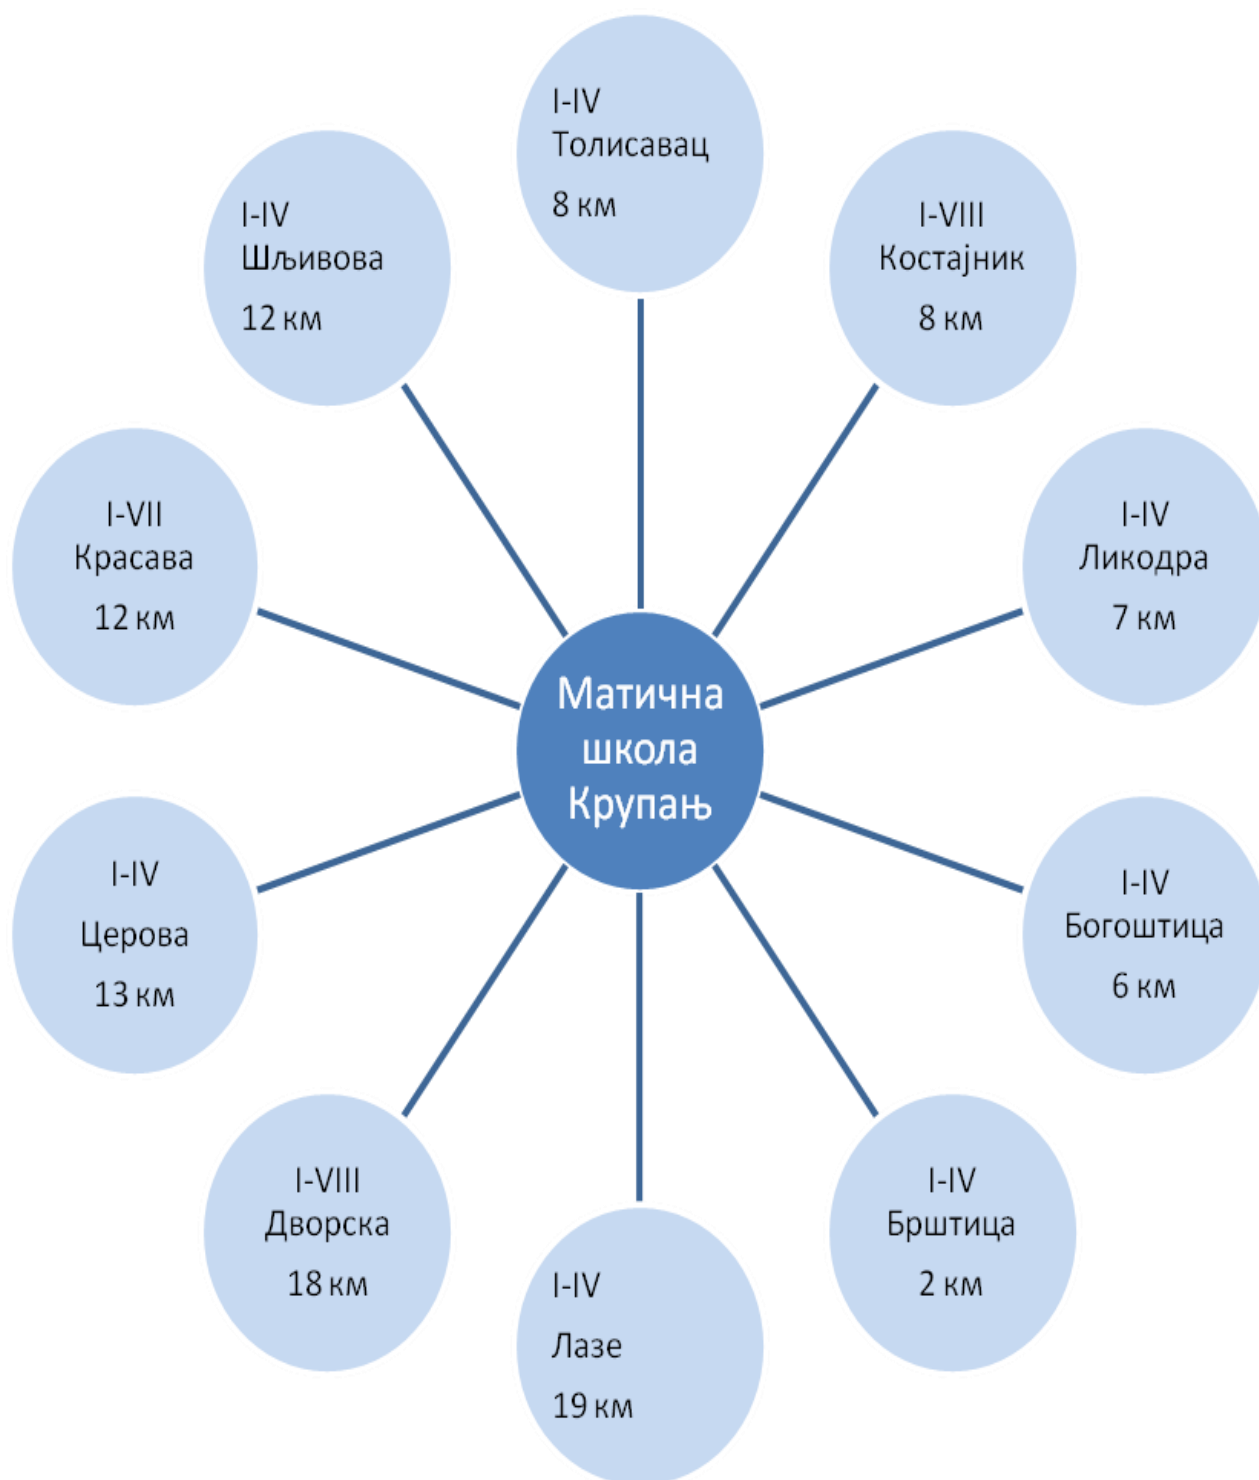 I-IV
Толисавац
8 км
I-VIII
Костајник
8 км
I-IV
Ликодра
7 км
I-IV
Богоштица
6 км
I-IV
Брштица
2 км
I-IV
Лазе
19 км
I-VIII
Дворска
18 км
I-IV
Церова
13 км
I-VII
Красава
12 км
I-IV
Шљивова
12 км
Матична
школа
Крупањ